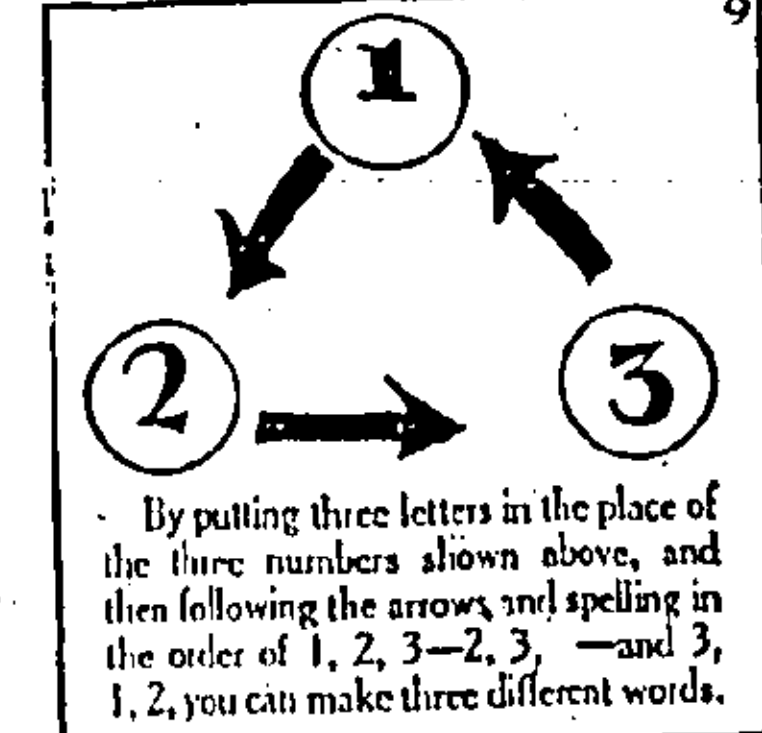 9
1
2
3
By putting three letters in the place of
the three numbers shown above, and
then following the arrows and spelling in
the order of 1, 2, 3—2, 3, —and 3,
1, 2, you can make three different words.